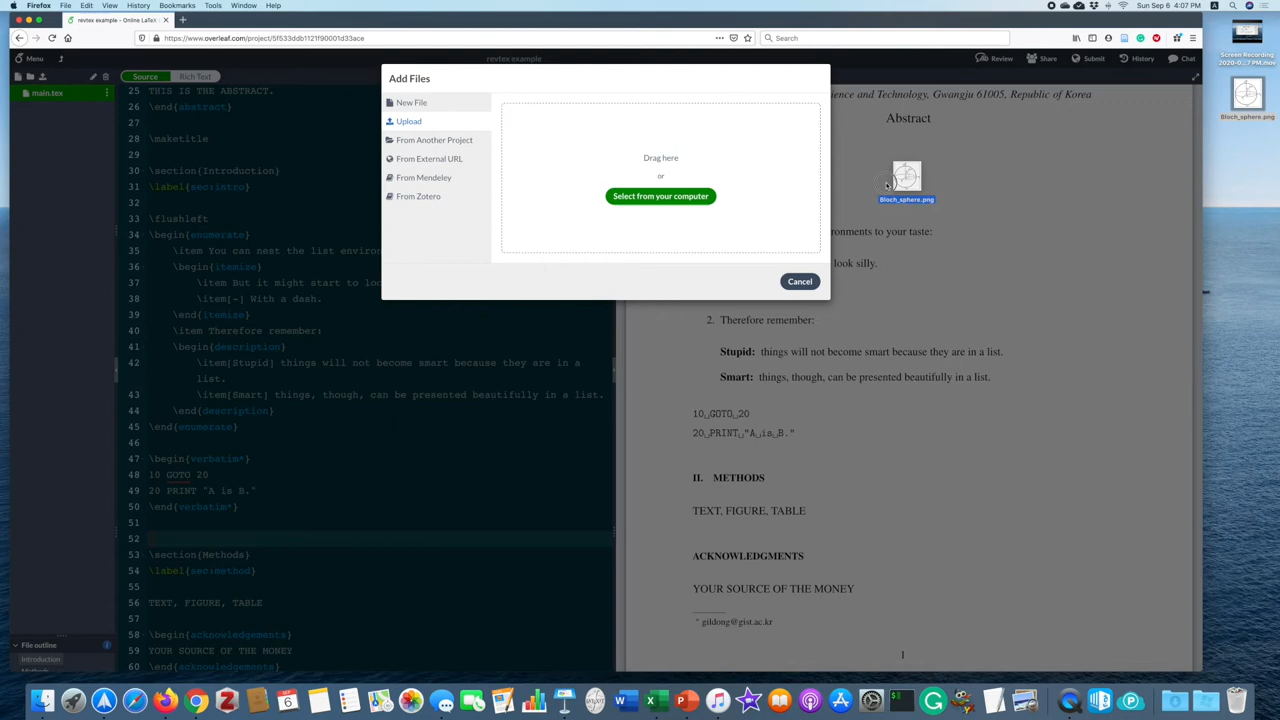 Firefox File Edit View History Bookmarks Tools Window Help
Sun Sep 6 4:07 PM
revtex example - Online LaTeX
https://www.overleaf.com/project/5f533ddb1121f90001d33ace
Search
Menu
revtex example
Review Share Submit History Chat
Source Rich Text
main.tex
25 THIS IS THE ABSTRACT.
26 \end{abstract}
27
28 \maketitle
29
30 \section{Introduction}
31 \label{sec:intro}
32
33 \flushleft
34 \begin{enumerate}
35 \item You can nest the list environ
36 \begin{itemize}
37 \item But it might start to loo
38 \item[-] With a dash.
39 \end{itemize}
40 \item Therefore remember:
41 \begin{description}
42 \item[Stupid] things will not become smart because they are in a
list.
43 \item[Smart] things, though, can be presented beautifully in a list.
44 \end{description}
45 \end{enumerate}
46
47 \begin{verbatim*}
48 10 GOTO 20
49 20 PRINT "A is B."
50 \end{verbatim*}
51
52
53 \section{Methods}
54 \label{sec:method}
55
56 TEXT, FIGURE, TABLE
57
58 \begin{acknowledgements}
59 YOUR SOURCE OF THE MONEY
60 \end{acknowledgements}
File outline
Introduction
Methods
Add Files
New File
Upload
From Another Project
From External URL
From Mendeley
From Zotero
Drag here
or
Select from your computer
Cancel
ience and Technology, Gwangju 61005, Republic of Korea
Abstract
Bloch_sphere.png
ronments to your taste:
look silly.
2. Therefore remember:
Stupid: things will not become smart because they are in a list.
Smart: things, though, can be presented beautifully in a list.
10␣GOTO␣20
20␣PRINT␣"A␣is␣B."
II. METHODS
TEXT, FIGURE, TABLE
ACKNOWLEDGMENTS
YOUR SOURCE OF THE MONEY
* gildong@gist.ac.kr
1
Screen Recording
2020-0...7 PM.mov
Bloch_sphere.png